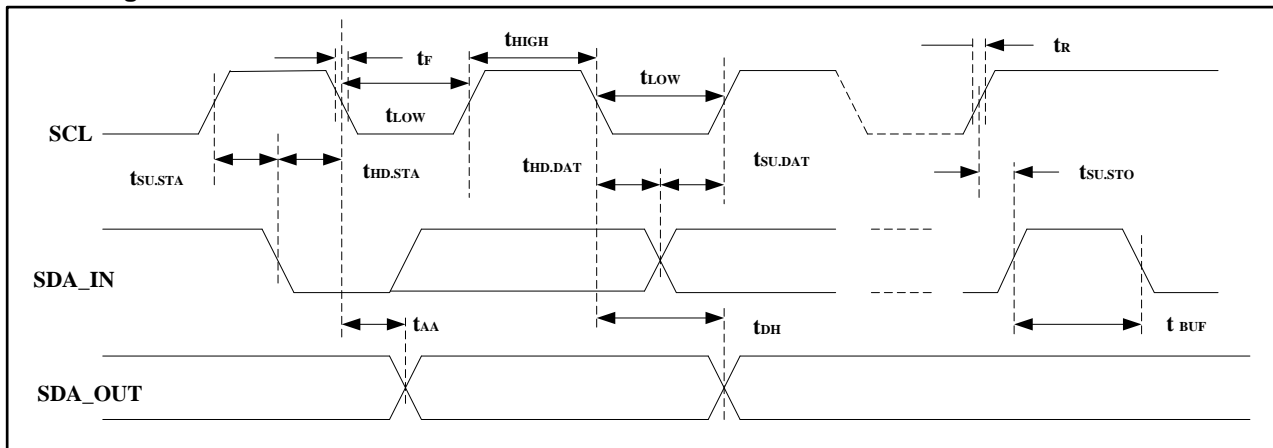 tHIGH
tF
tR
tLOW
tLOW
SCL
tSU.STA
tHD.STA
tHD.DAT
tSU.DAT
tSU.STO
SDA_IN
tAA
tDH
t BUF
SDA_OUT